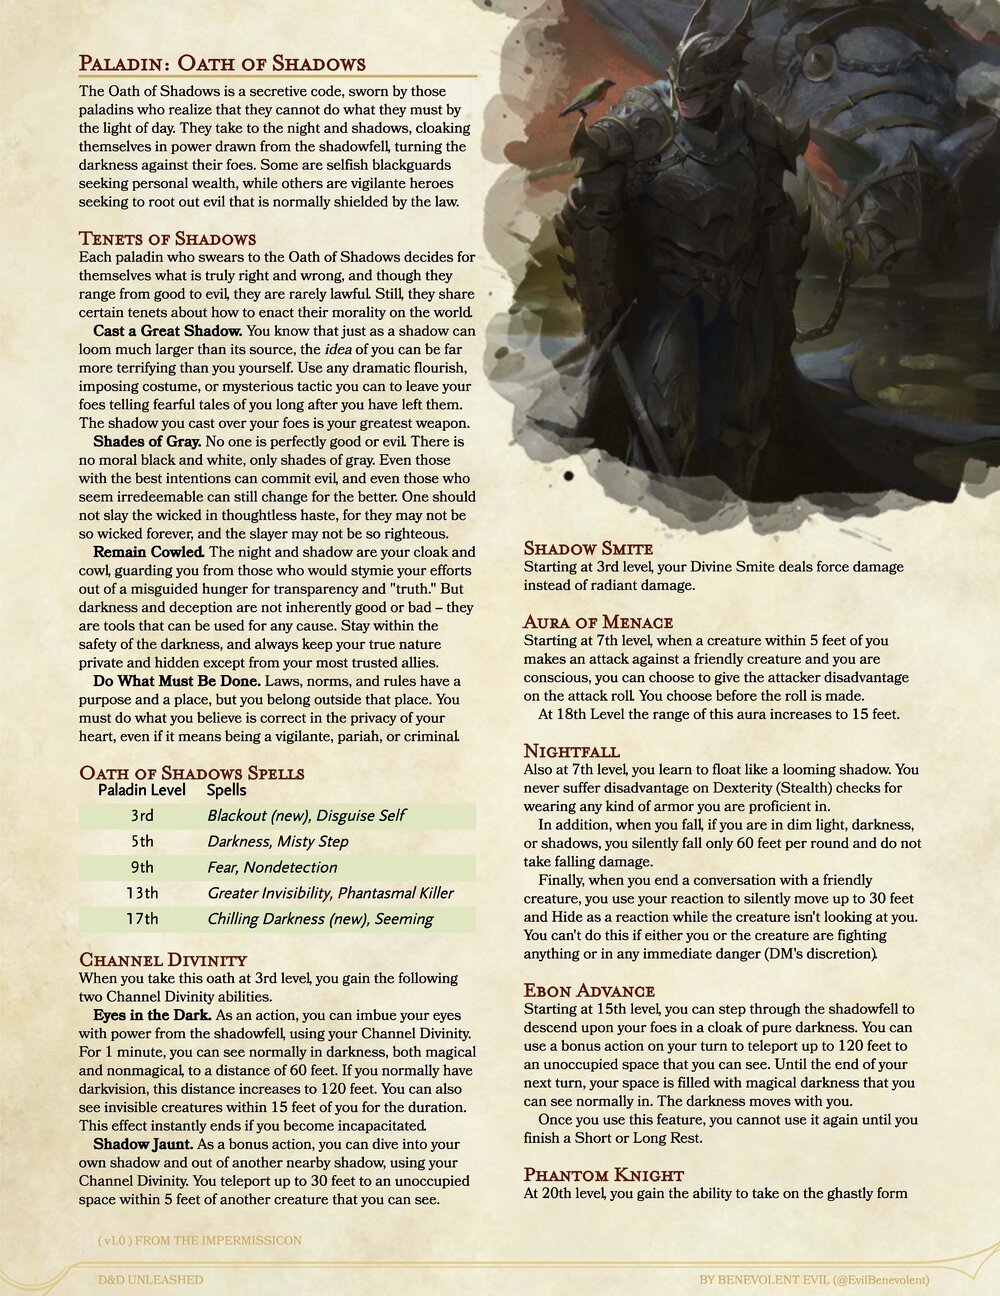 PALADIN: OATH OF SHADOWS
The Oath of Shadows is a secretive code, sworn by those
paladins who realize that they cannot do what they must by
the light of day. They take to the night and shadows, cloaking
themselves in power drawn from the shadowfell, turning the
darkness against their foes. Some are selfish blackguards
seeking personal wealth, while others are vigilante heroes
seeking to root out evil that is normally shielded by the law.
TENETS OF SHADOWS
Each paladin who swears to the Oath of Shadows decides for
themselves what is truly right and wrong, and though they
range from good to evil, they are rarely lawful. Still, they share
certain tenets about how to enact their morality on the world.
Cast a Great Shadow. You know that just as a shadow can
loom much larger than its source, the idea of you can be far
more terrifying than you yourself. Use any dramatic flourish,
imposing costume, or mysterious tactic you can to leave your
foes telling fearful tales of you long after you have left them.
The shadow you cast over your foes is your greatest weapon.
Shades of Gray. No one is perfectly good or evil. There is
no moral black and white, only shades of gray. Even those
with the best intentions can commit evil, and even those who
seem irredeemable can still change for the better. One should
not slay the wicked in thoughtless haste, for they may not be
so wicked forever, and the slayer may not be so righteous.
Remain Cowled. The night and shadow are your cloak and
cowl, guarding you from those who would stymie your efforts
out of a misguided hunger for transparency and "truth." But
darkness and deception are not inherently good or bad – they
are tools that can be used for any cause. Stay within the
safety of the darkness, and always keep your true nature
private and hidden except from your most trusted allies.
Do What Must Be Done. Laws, norms, and rules have a
purpose and a place, but you belong outside that place. You
must do what you believe is correct in the privacy of your
heart, even if it means being a vigilante, pariah, or criminal.
OATH OF SHADOWS SPELLS
Paladin Level Spells
3rd Blackout (new), Disguise Self
5th Darkness, Misty Step
9th Fear, Nondetection
13th Greater Invisibility, Phantasmal Killer
17th Chilling Darkness (new), Seeming
CHANNEL DIVINITY
When you take this oath at 3rd level, you gain the following
two Channel Divinity abilities.
Eyes in the Dark. As an action, you can imbue your eyes
with power from the shadowfell, using your Channel Divinity.
For 1 minute, you can see normally in darkness, both magical
and nonmagical, to a distance of 60 feet. If you normally have
darkvision, this distance increases to 120 feet. You can also
see invisible creatures within 15 feet of you for the duration.
This effect instantly ends if you become incapacitated.
Shadow Jaunt. As a bonus action, you can dive into your
own shadow and out of another nearby shadow, using your
Channel Divinity. You teleport up to 30 feet to an unoccupied
space within 5 feet of another creature that you can see.
SHADOW SMITE
Starting at 3rd level, your Divine Smite deals force damage
instead of radiant damage.
AURA OF MENACE
Starting at 7th level, when a creature within 5 feet of you
makes an attack against a friendly creature and you are
conscious, you can choose to give the attacker disadvantage
on the attack roll. You choose before the roll is made.
At 18th Level the range of this aura increases to 15 feet.
NIGHTFALL
Also at 7th level, you learn to float like a looming shadow. You
never suffer disadvantage on Dexterity (Stealth) checks for
wearing any kind of armor you are proficient in.
In addition, when you fall, if you are in dim light, darkness,
or shadows, you silently fall only 60 feet per round and do not
take falling damage.
Finally, when you end a conversation with a friendly
creature, you use your reaction to silently move up to 30 feet
and Hide as a reaction while the creature isn't looking at you.
You can't do this if either you or the creature are fighting
anything or in any immediate danger (DM's discretion).
EBON ADVANCE
Starting at 15th level, you can step through the shadowfell to
descend upon your foes in a cloak of pure darkness. You can
use a bonus action on your turn to teleport up to 120 feet to
an unoccupied space that you can see. Until the end of your
next turn, your space is filled with magical darkness that you
can see normally in. The darkness moves with you.
Once you use this feature, you cannot use it again until you
finish a Short or Long Rest.
PHANTOM KNIGHT
At 20th level, you gain the ability to take on the ghastly form
( v1.0 ) FROM THE IMPERMISSICON
D&D UNLEASHED
BY BENEVOLENT EVIL (@EvilBenevolent)